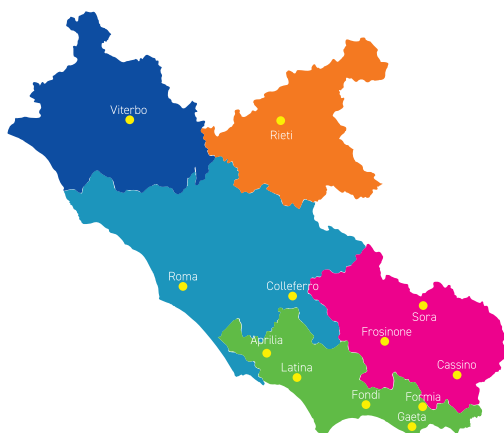 Viterbo
Rieti
Roma
Colleferro
Sora
Frosinone
Aprilia
Cassino
Latina
Fondi
Formia
Gaeta